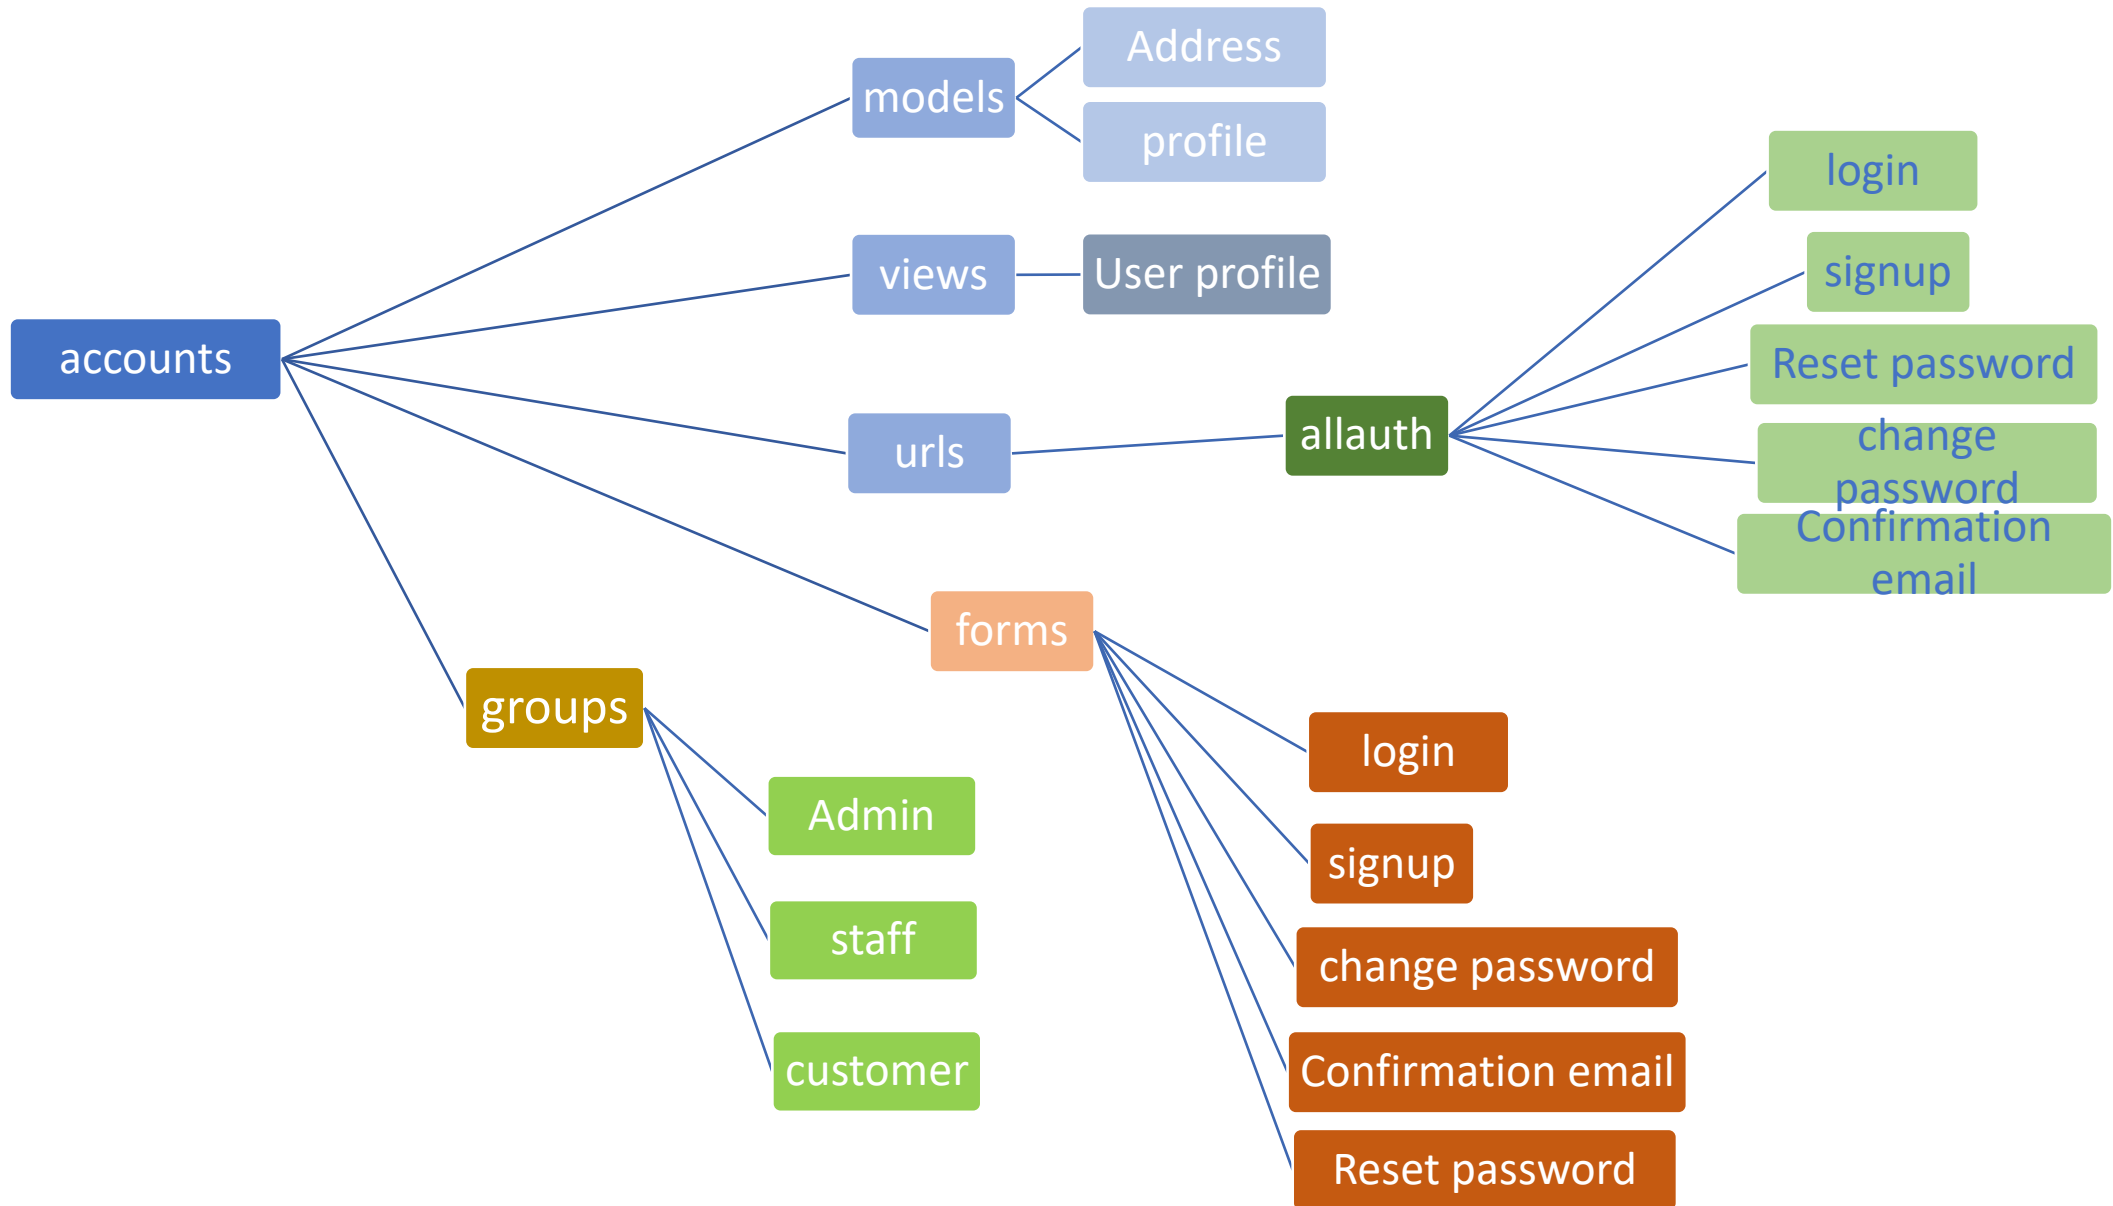 Address
models
profile
login
views
User profile
signup
accounts
Reset password
allauth
change
password
urls
Confirmation
email
forms
groups
login
Admin
signup
staff
change password
customer
Confirmation email
Reset password